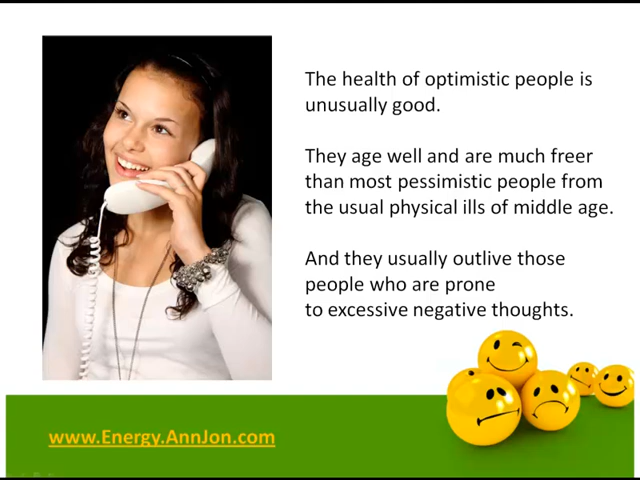 The health of optimistic people is
unusually good.
They age well and are much freer
than most pessimistic people from
the usual physical ills of middle age.
And they usually outlive those
people who are prone
to excessive negative thoughts.
www.Energy.AnnJon.com